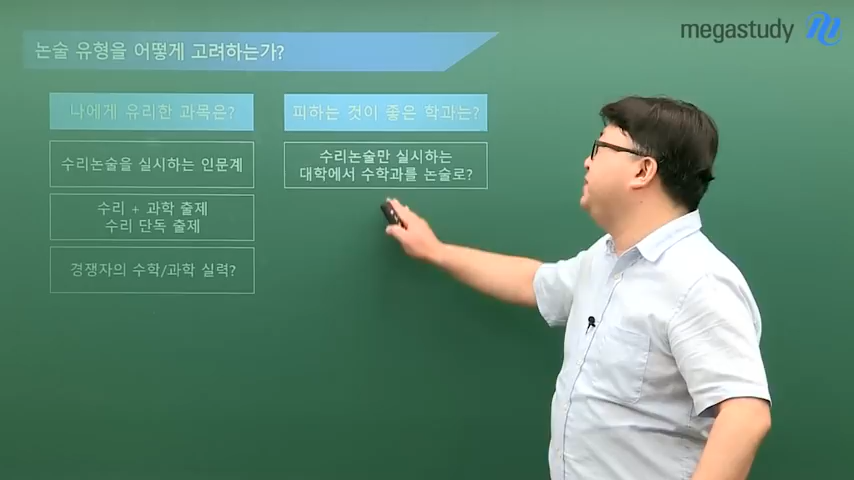 megastudy
논술 유형을 어떻게 고려하는가?
나에게 유리한 과목은?
수리논술을 실시하는 인문계
수리 + 과학 출제
수리 단독 출제
경쟁자의 수학/과학 실력?
피하는 것이 좋은 학과는?
수리논술만 실시하는
대학에서 수학과를 논술로?